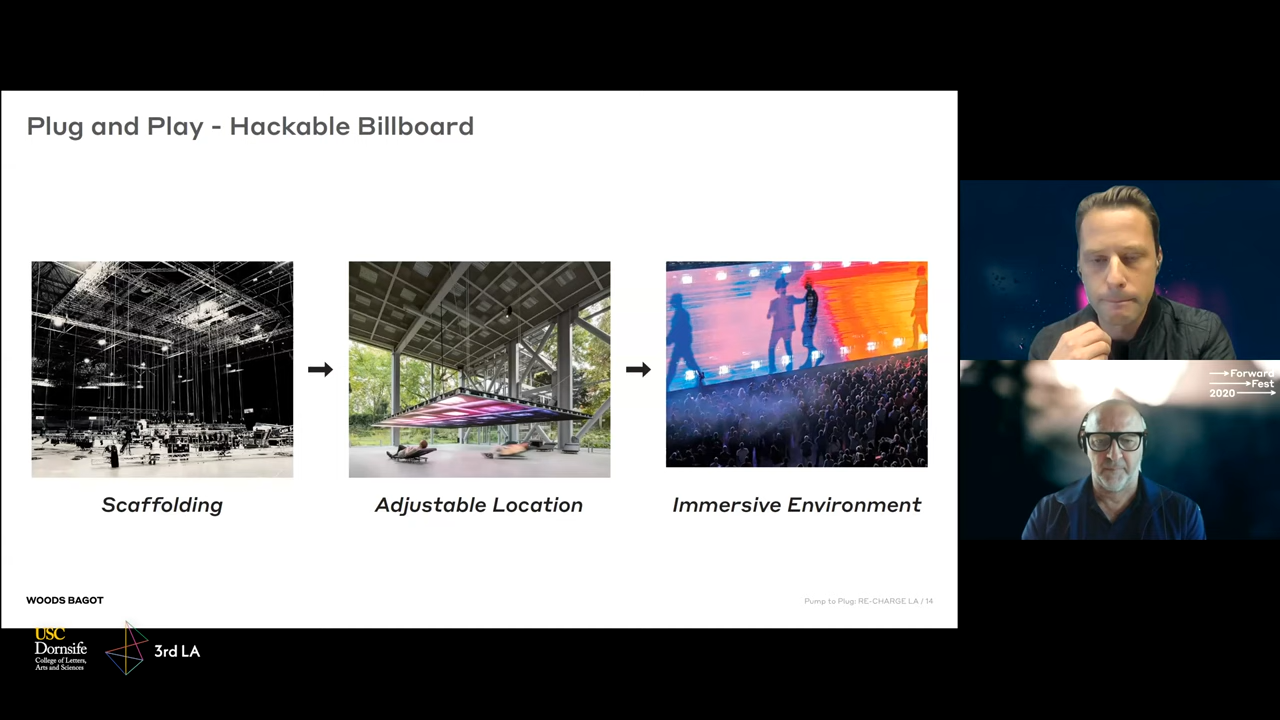 Plug and Play - Hackable Billboard
Scaffolding
Adjustable Location
Immersive Environment
WOODS BAGOT
Pump to Plug: RE-CHARGE LA / 14
Forward
Fest
2020
USC
Dornsife
College of Letters,
Arts and Sciences
3rd LA